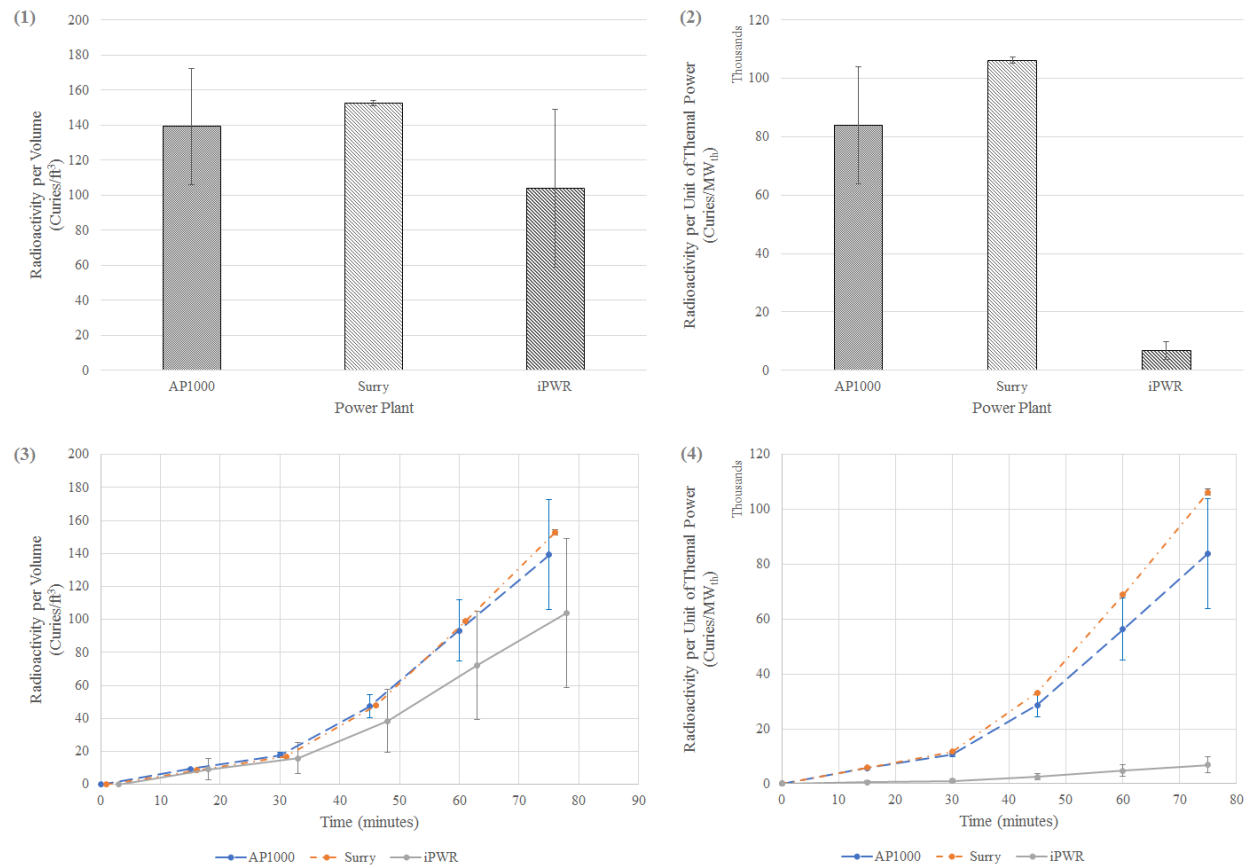 (1)
Radioactivity per Volume
(Curies/ft³)
200
180
160
140
120
100
80
60
40
20
0
AP1000 Surry iPWR
Power Plant
(2)
Radioactivity per Unit of Themal Power
(Curies/MWth)
Thousands
120
100
80
60
40
20
0
AP1000 Surry iPWR
Power Plant
(3)
Radioactivity per Volume
(Curies/ft³)
200
180
160
140
120
100
80
60
40
20
0
0 10 20 30 40 50 60 70 80 90
Time (minutes)
AP1000 Surry iPWR
(4)
Radioactivity per Unit of Themal Power
(Curies/MWth)
Thousands
120
100
80
60
40
20
0
0 10 20 30 40 50 60 70 80
Time (minutes)
AP1000 Surry iPWR